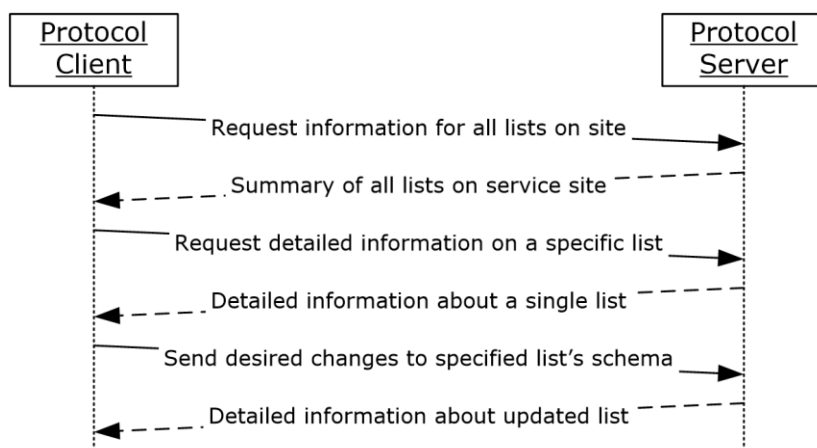 Protocol
Client
Protocol
Server
Request information for all lists on site
Summary of all lists on service site
Request detailed information on a specific list
Detailed information about a single list
Send desired changes to specified list's schema
Detailed information about updated list